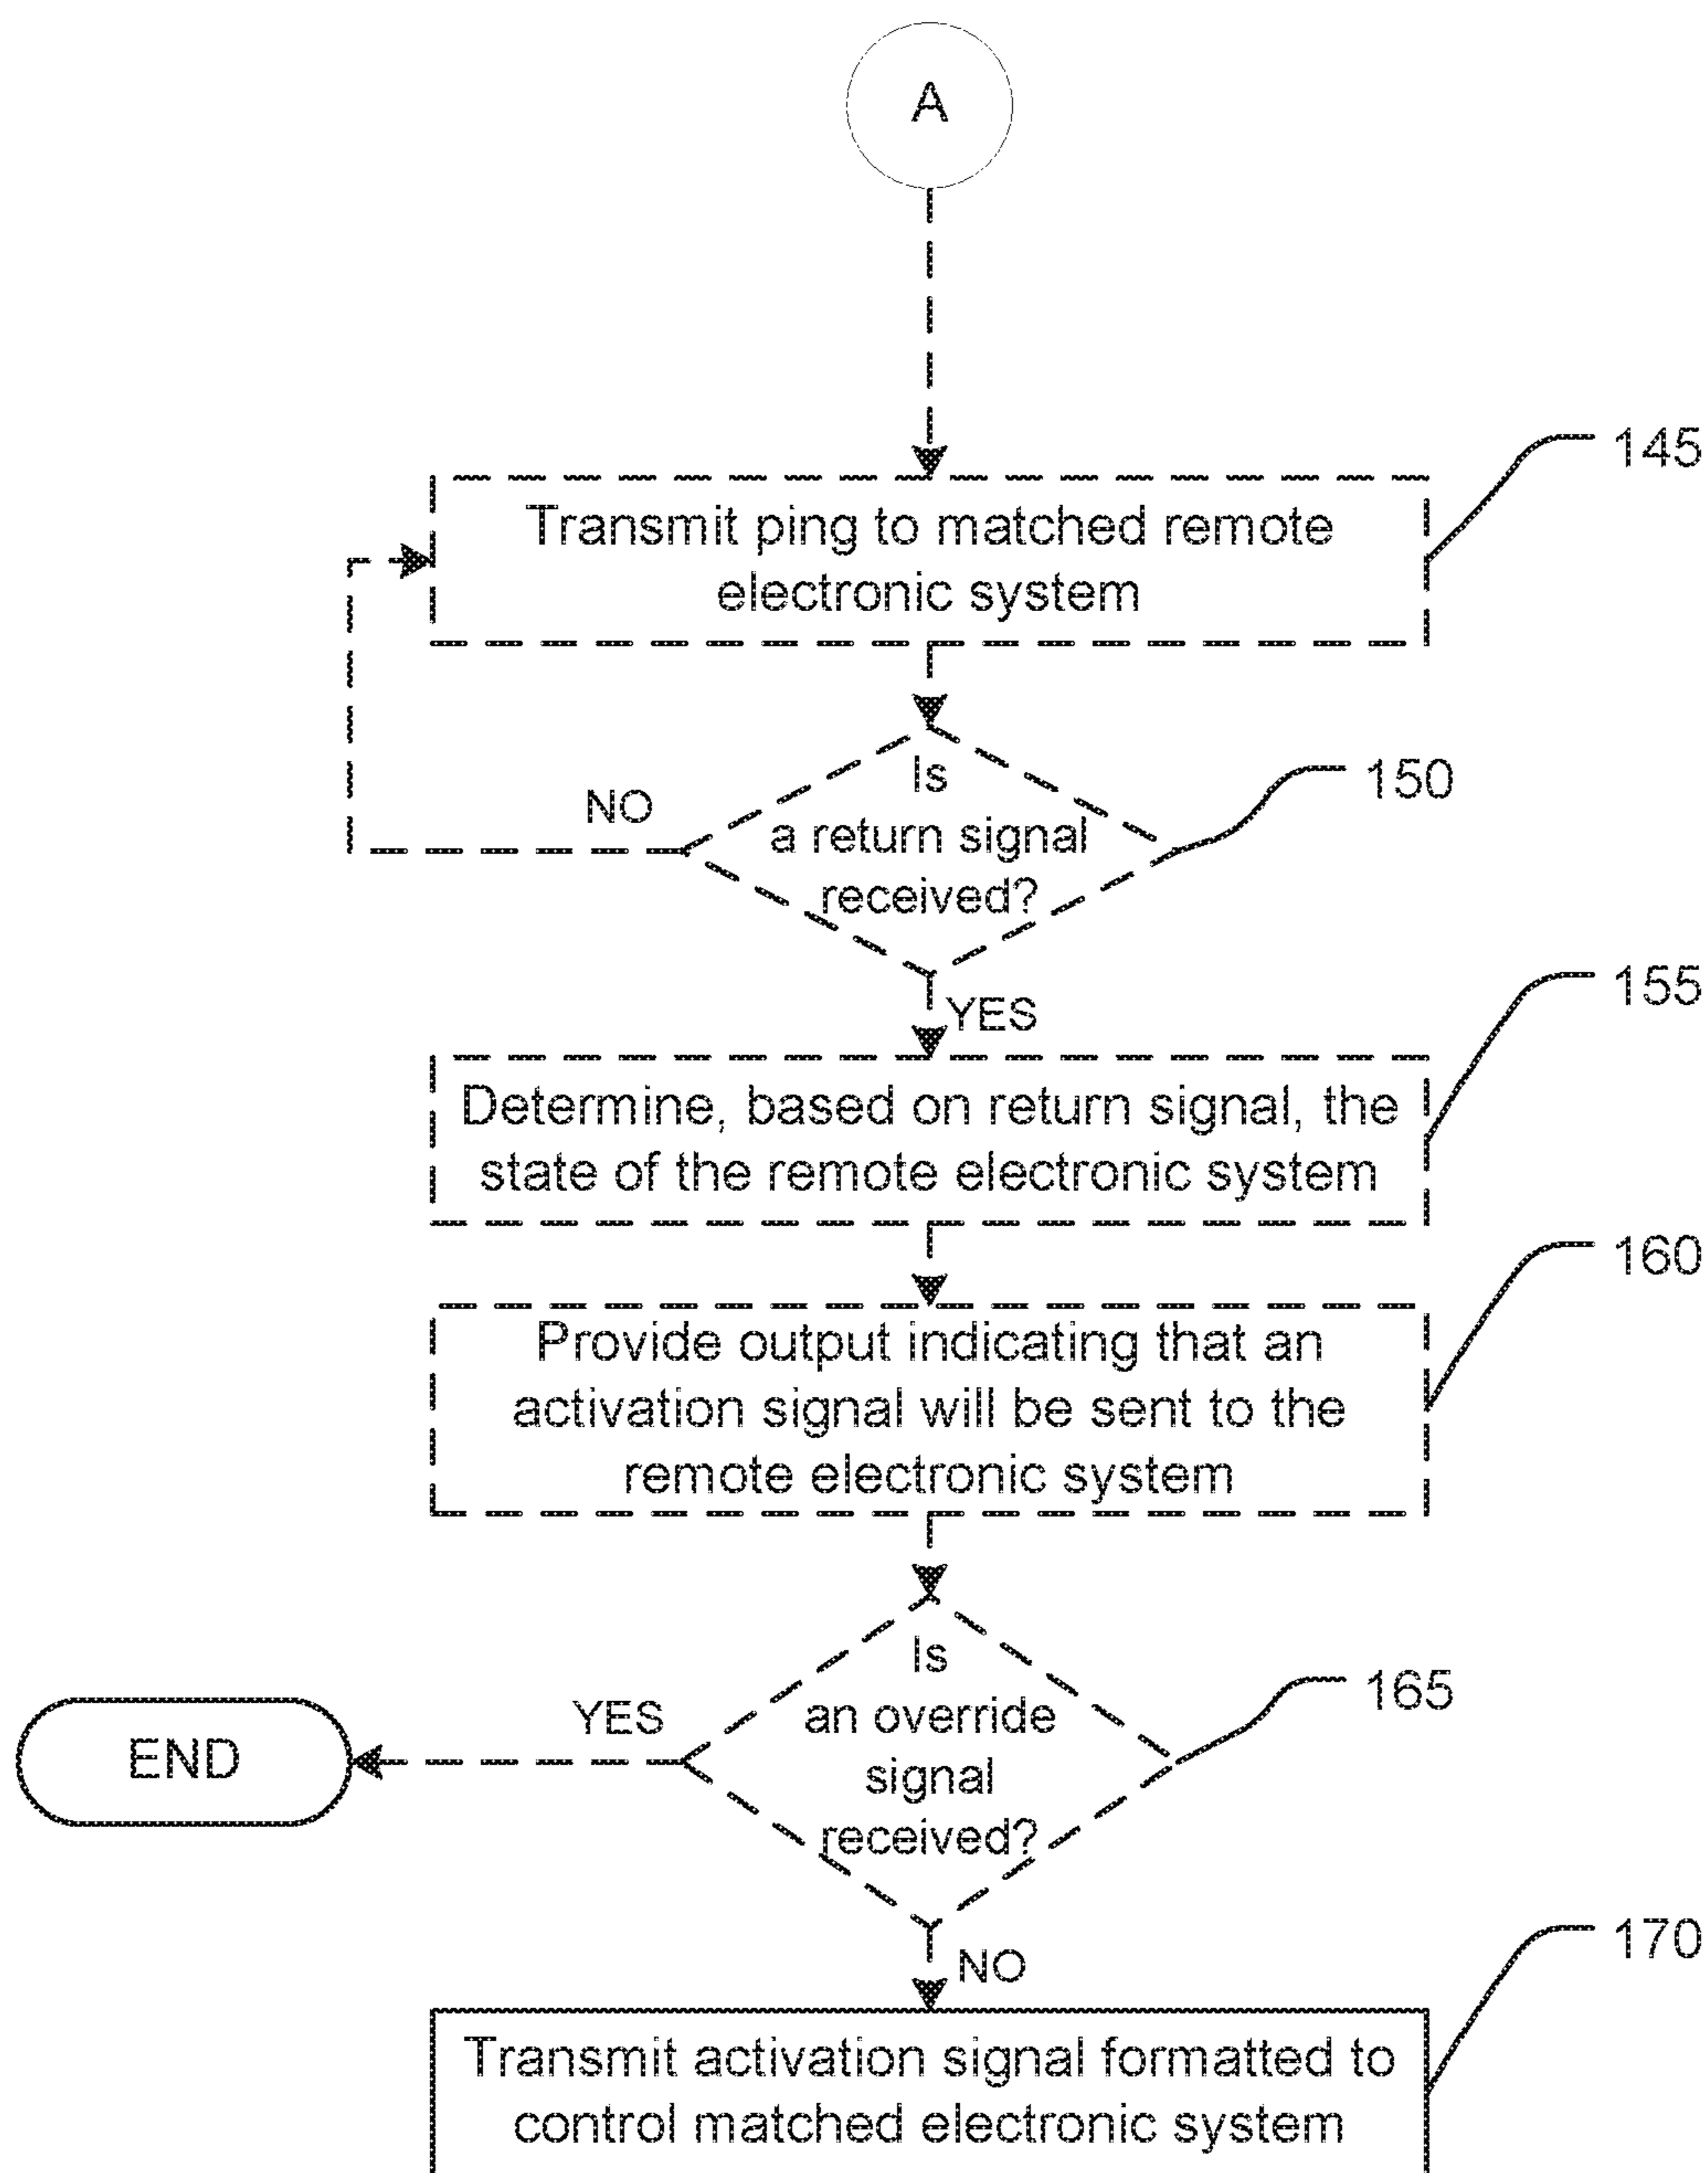 A
145
Transmit ping to matched remote
electronic system
150
Is
a return signal
received?
NO
YES
155
Determine, based on return signal, the
state of the remote electronic system
160
Provide output indicating that an
activation signal will be sent to the
remote electronic system
165
Is
an override
signal
received?
YES
END
NO
170
Transmit activation signal formatted to
control matched electronic system